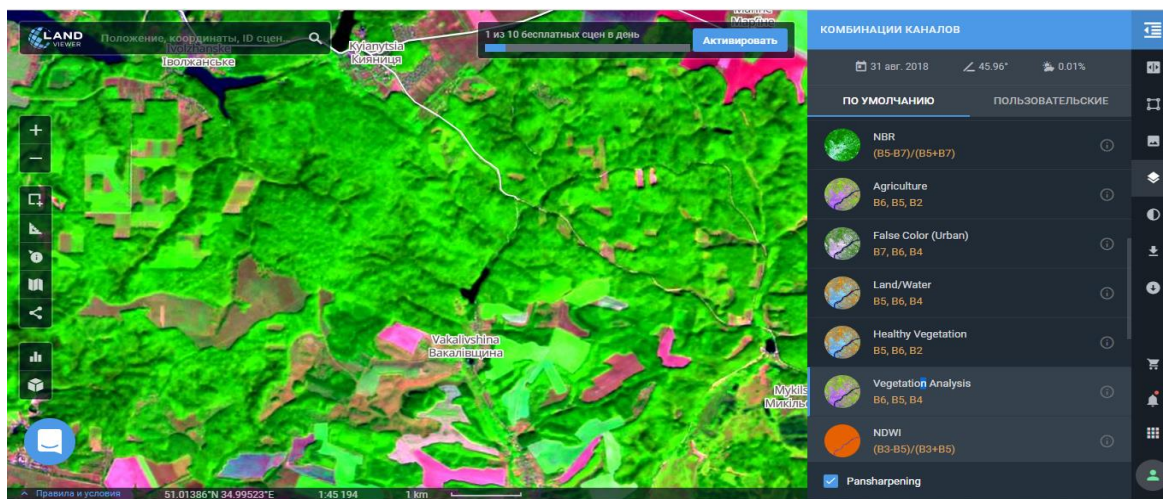 LAND
VIEWER
Положение, координаты, ID сцен...
1 из 10 бесплатных сцен в день
Активировать
Kyianytsia
Кияниця
Іволжанське
Vakalivshina
Вакалівщина
КОМБИНАЦИИ КАНАЛОВ
31 авг. 2018
45.96°
0.01%
ПО УМОЛЧАНИЮ
ПОЛЬЗОВАТЕЛЬСКИЕ
NBR
(B5-B7)/(B5+B7)
Agriculture
B6, B5, B2
False Color (Urban)
B7, B6, B4
Land/Water
B5, B6, B4
Healthy Vegetation
B5, B6, B2
Vegetation Analysis
B6, B5, B4
NDWI
(B3-B5)/(B3+B5)
Pansharpening
Правила и условия
51.01386°N 34.99523°E
1:45 194
1 km